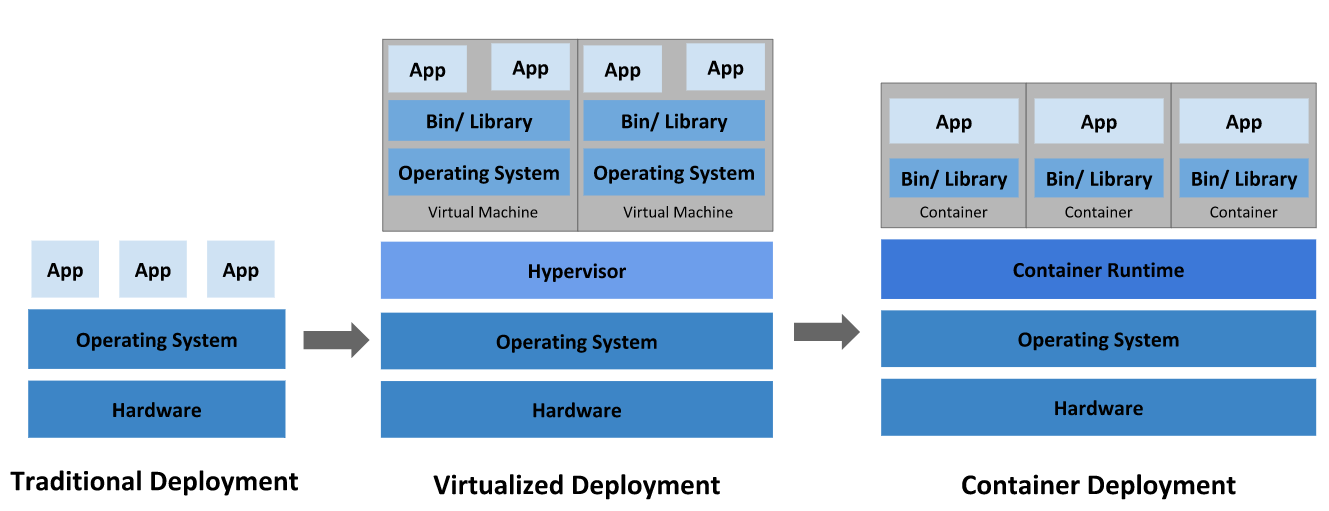 App App App
Operating System
Hardware
Traditional Deployment
App App App App
Bin/ Library Bin/ Library
Operating System Operating System
Virtual Machine Virtual Machine
Hypervisor
Operating System
Hardware
Virtualized Deployment
App App App
Bin/ Library Bin/ Library Bin/ Library
Container Container Container
Container Runtime
Operating System
Hardware
Container Deployment